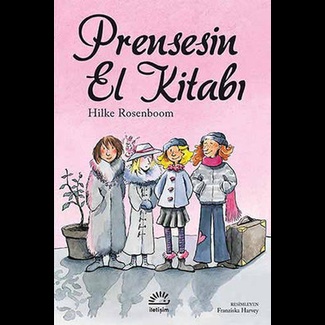 Prensesin
El Kitabı
Hilke Rosenboom
iletişim
RESİMLEYEN
Franziska Harvey